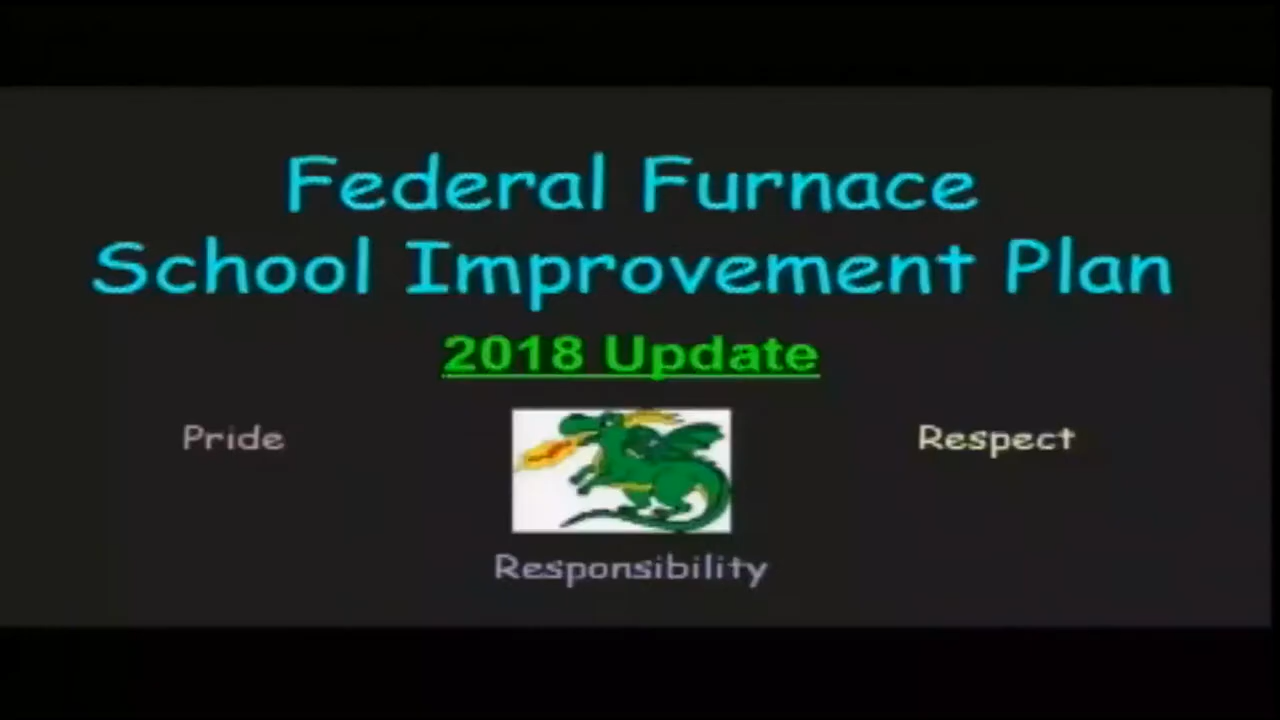 Federal Furnace
School Improvement Plan
2018 Update
Pride
Respect
Responsibility